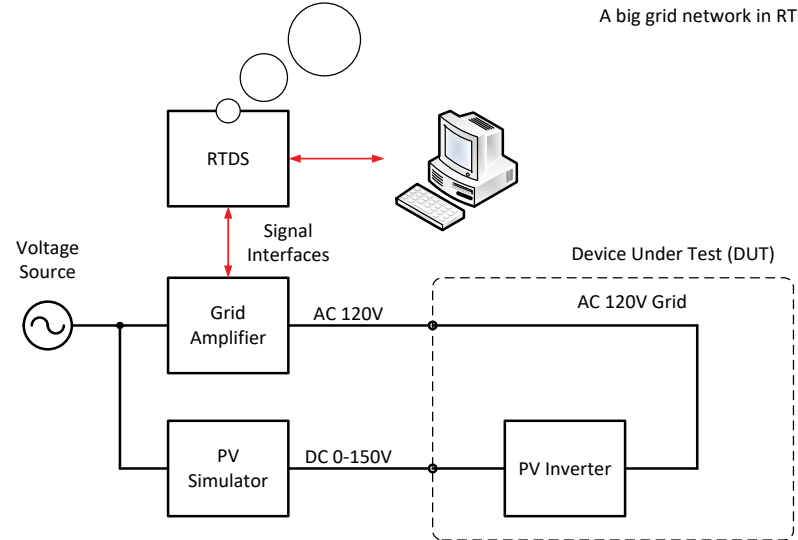 A big grid network in RT
RTDS
Signal
Interfaces
Voltage
Source
Device Under Test (DUT)
Grid
Amplifier
AC 120V
AC 120V Grid
PV
Simulator
DC 0-150V
PV Inverter